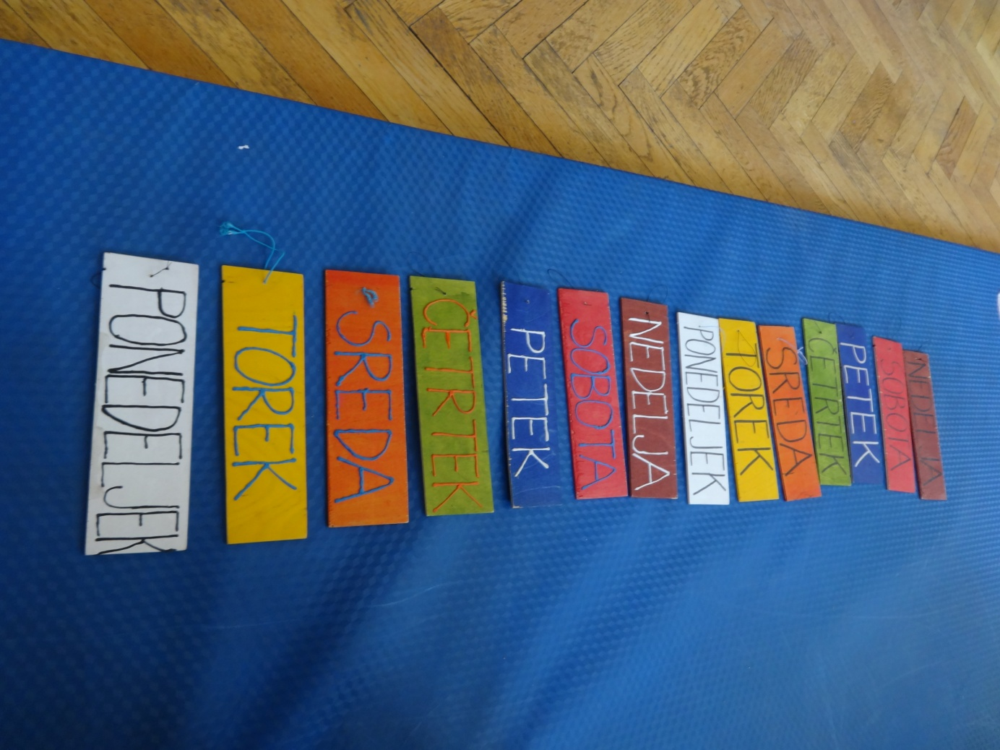 PONEDELJEK
TOREK
SREDA
ČETRTEK
PETEK
SOBOTA
NEDELJA
PONEDELJEK
TOREK
SREDA
ČETRTEK
PETEK
SOBOTA
NEDELJA